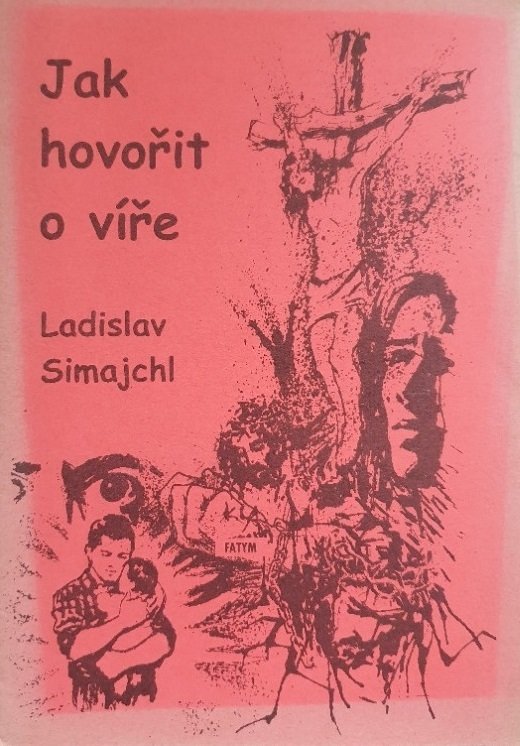 Jak
hovořit
o víře
Ladislav
Simajchl
FATYM